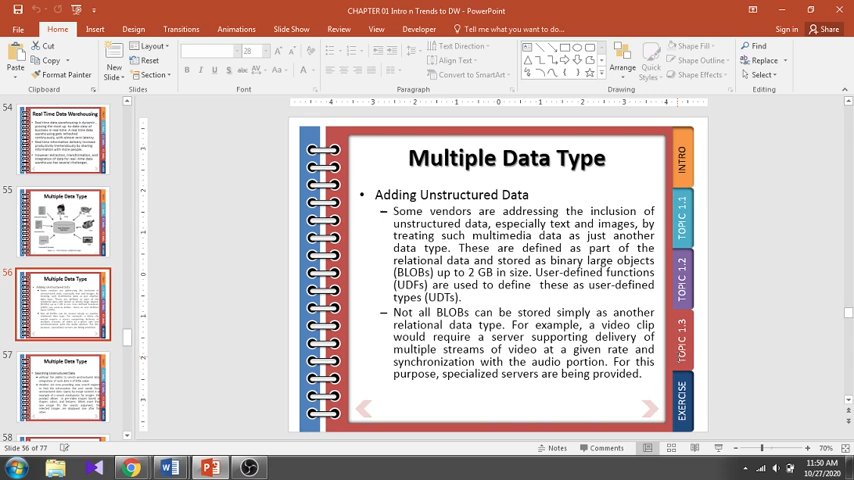 CHAPTER 01 Intro n Trends to DW - PowerPoint
File
Home
Insert
Design
Transitions
Animations
Slide Show
Review
View
Developer
Tell me what you want to do...
Sign in
Share
Paste
Cut
Copy
Format Painter
Clipboard
New
Slide
Layout
Reset
Section
Slides
28
Font
Text Direction
Align Text
Convert to SmartArt
Paragraph
Arrange
Quick
Styles
Shape Fill
Shape Outline
Shape Effects
Drawing
Find
Replace
Select
Editing
54
Real Time Data Warehousing
55
Multiple Data Type
56
Multiple Data Type
57
Multiple Data Type
58
Multiple Data Type
• Adding Unstructured Data
– Some vendors are addressing the inclusion of
unstructured data, especially text and images, by
treating such multimedia data as just another
data type. These are defined as part of the
relational data and stored as binary large objects
(BLOBs) up to 2 GB in size. User-defined functions
(UDFs) are used to define these as user-defined
types (UDTs).
– Not all BLOBs can be stored simply as another
relational data type. For example, a video clip
would require a server supporting delivery of
multiple streams of video at a given rate and
synchronization with the audio portion. For this
purpose, specialized servers are being provided.
INTRO
TOPIC 1.1
TOPIC 1.2
TOPIC 1.3
EXERCISE
Slide 56 of 77
Notes
Comments
70%
11:50 AM
10/27/2020